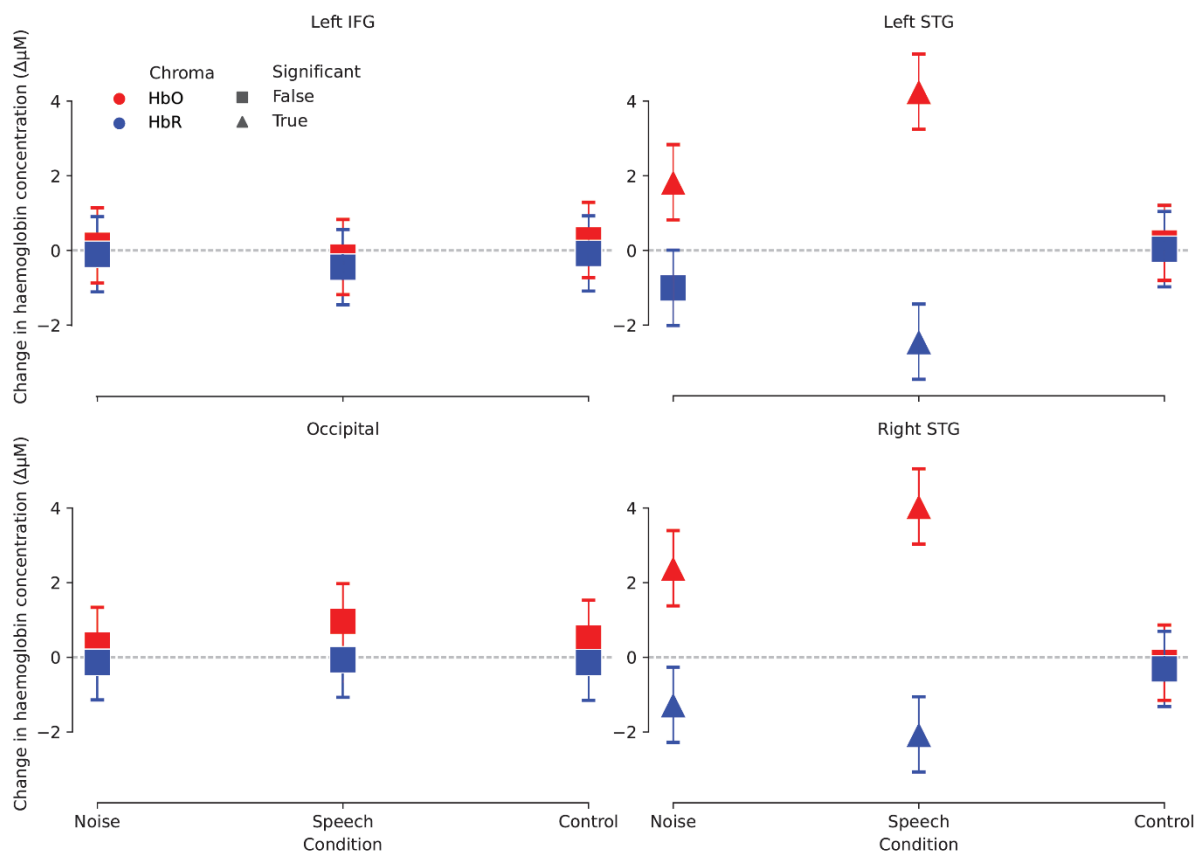 Left IFG
Left STG
Chroma
Significant
HbO
False
HbR
True
Change in haemoglobin concentration (ΔμM)
4
2
0
−2
4
2
0
−2
Occipital
Right STG
Change in haemoglobin concentration (ΔμM)
4
2
0
−2
4
2
0
−2
Noise
Speech
Control
Noise
Speech
Control
Condition
Condition